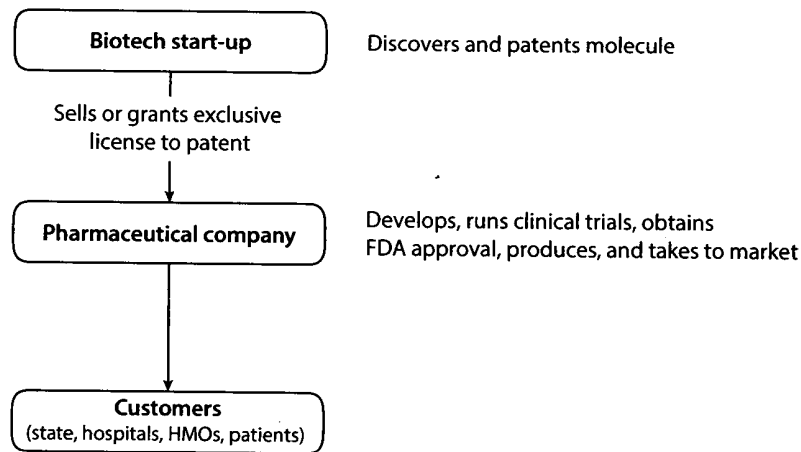 Biotech start-up
Discovers and patents molecule
Sells or grants exclusive
license to patent
Pharmaceutical company
Develops, runs clinical trials, obtains
FDA approval, produces, and takes to market
Customers
(state, hospitals, HMOs, patients)